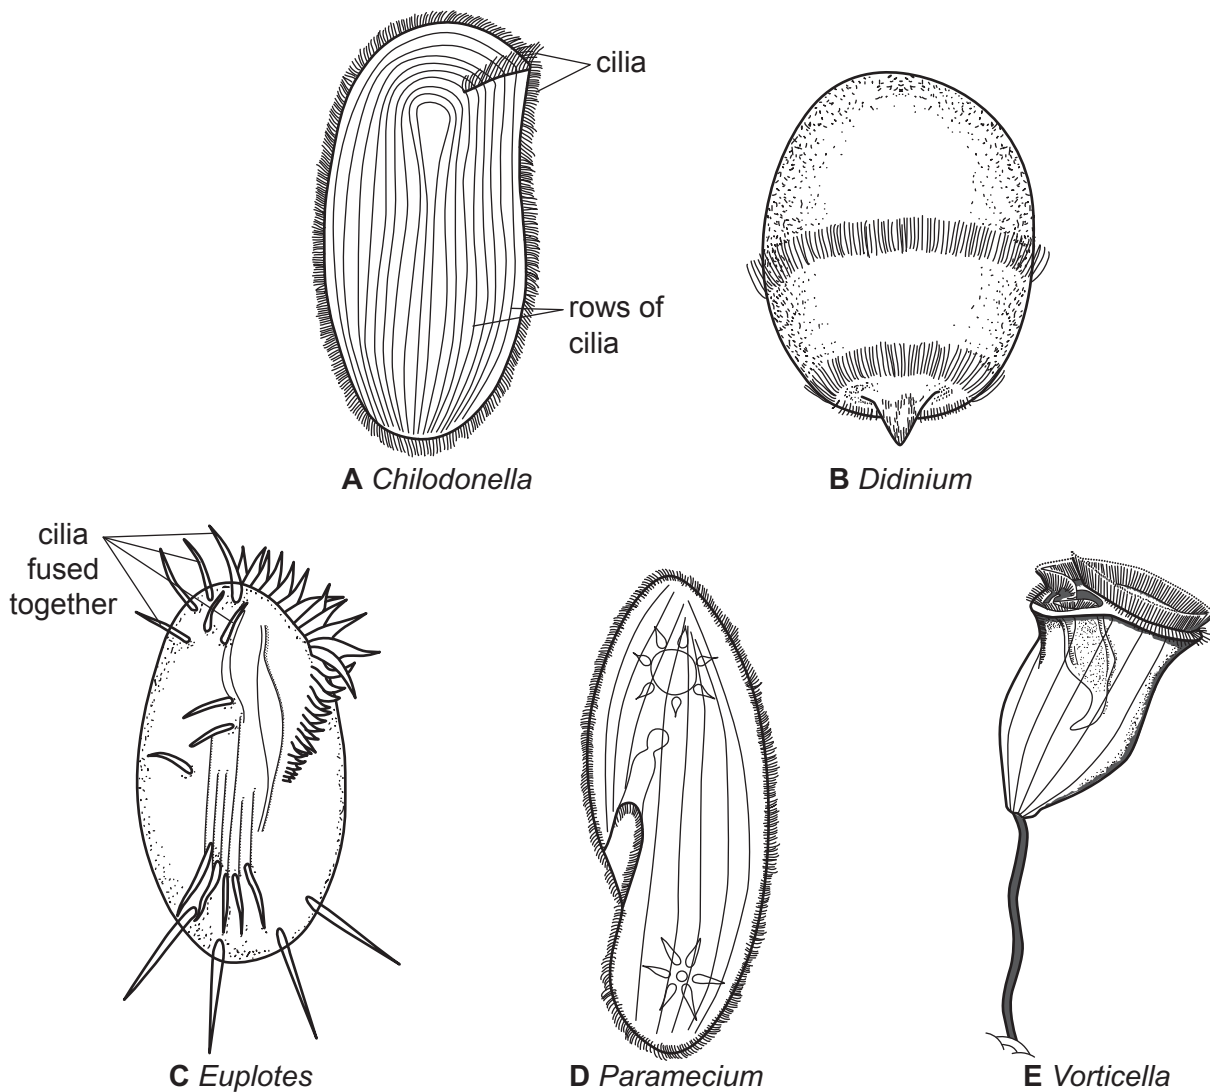 cilia
rows of
cilia
A Chilodonella
B Didinium
cilia
fused
together
C Euplotes
D Paramecium
E Vorticella